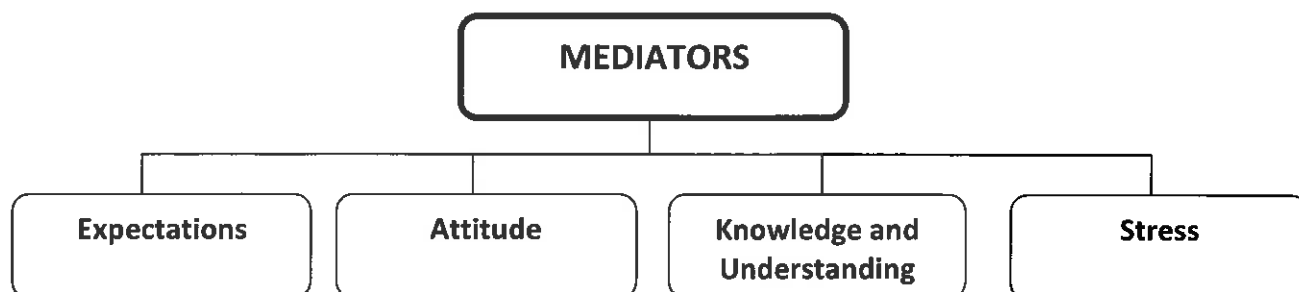 MEDIATORS
Expectations
Attitude
Knowledge and
Understanding
Stress